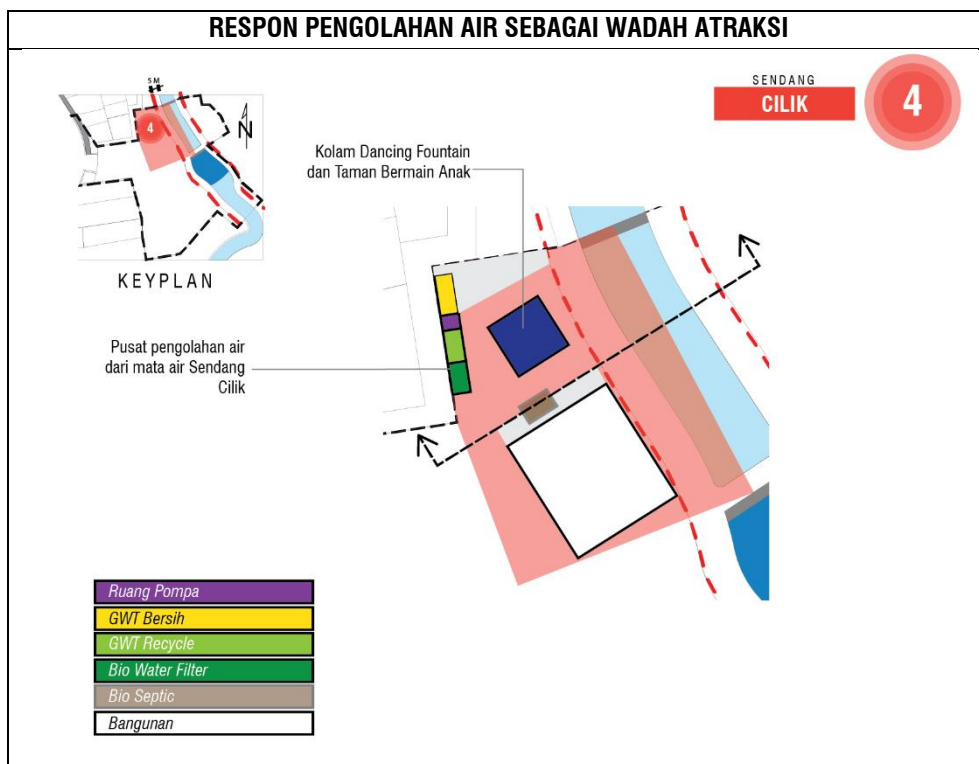 RESPON PENGOLAHAN AIR SEBAGAI WADAH ATRAKSI
5 M
4
N
KEYPLAN
SENDANG
CILIK
4
Kolam Dancing Fountain
dan Taman Bermain Anak
Pusat pengolahan air
dari mata air Sendang
Cilik
Ruang Pompa
GWT Bersih
GWT Recycle
Bio Water Filter
Bio Septic
Bangunan